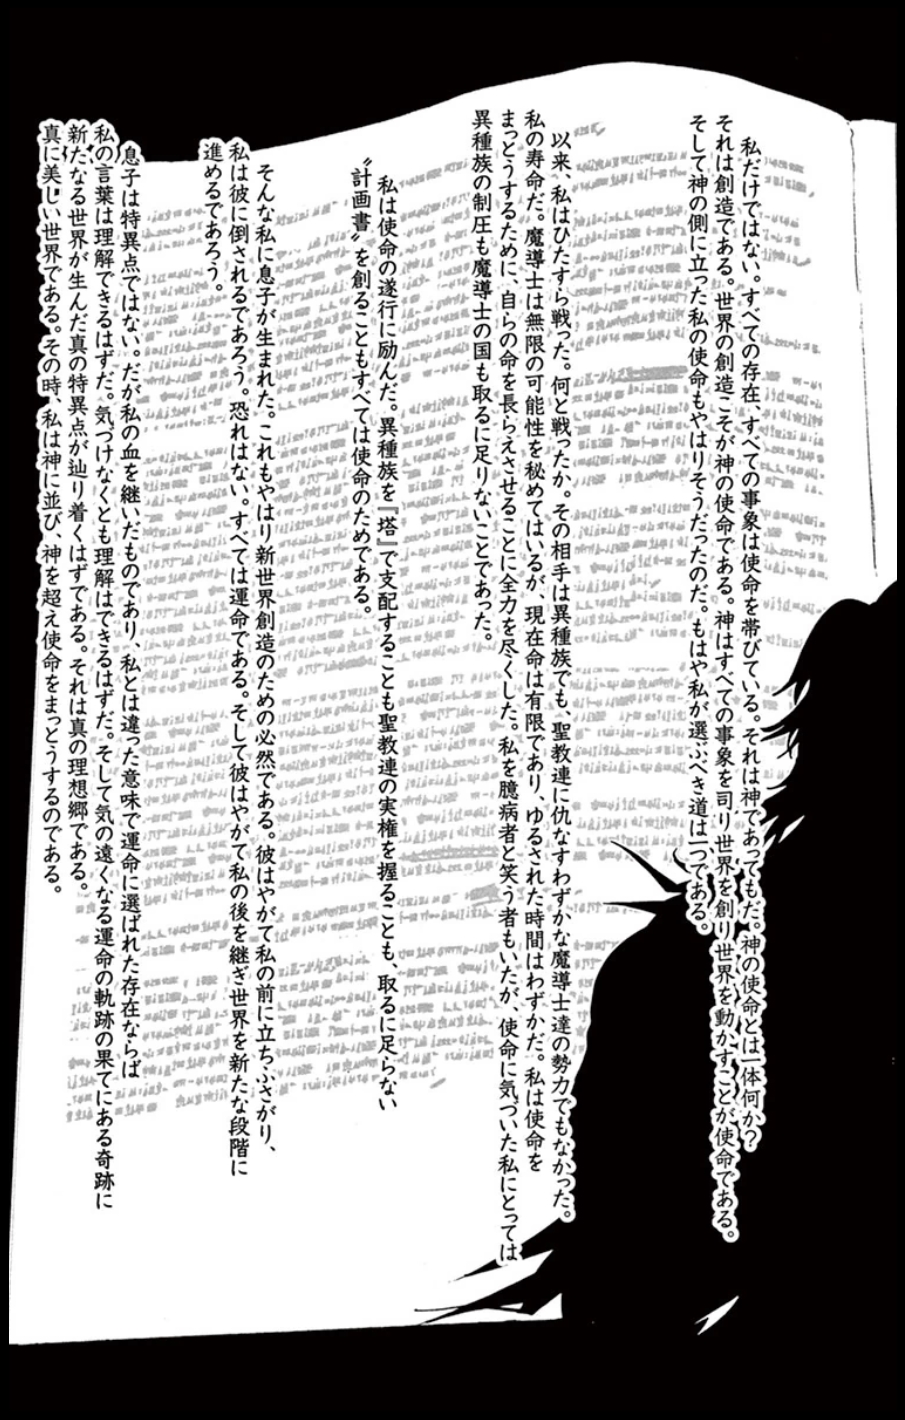 私だけではない。すべての存在、すべての事象は使命を帯びている。それは神であってもだ。神の使命とは一体何か？
それは創造である。世界の創造こそが神の使命である。神はすべての事象を司り世界を創り世界を動かすことが使命である。
そして神の側に立った私の使命もやはりそうだったのだ。もはや私が選ぶべき道は一つである。
以来、私はひたすら戦った。何と戦ったか。その相手は異種族でも、聖教連に仇なすわずかな魔導士達の勢力でもなかった。
私の寿命だ。魔導士は無限の可能性を秘めてはいるが、現在命は有限であり、ゆるされた時間はわずかだ。私は使命を
まっとうするために、自らの命を長らえさせることに全力を尽くした。私を臆病者と笑う者もいたが、使命に気づいた私にとっては
異種族の制圧も魔導士の国も取るに足りないことであった。
私は使命の遂行に励んだ。異種族を『塔』で支配することも聖教連の実権を握ることも、取るに足らない
〝計画書〟を創ることもすべては使命のためである。
そんな私に息子が生まれた。これもやはり新世界創造のための必然である。彼はやがて私の前に立ちふさがり、
私は彼に倒されるであろう。恐れはない。すべては運命である。そして彼はやがて私の後を継ぎ世界を新たな段階に
進めるであろう。
息子は特異点ではない。だが私の血を継いだものであり、私とは違った意味で運命に選ばれた存在ならば
私の言葉は理解できるはずだ。気づけなくとも理解はできるはずだ。そして気の遠くなる運命の軌跡の果てにある奇跡に
新たなる世界が生んだ真の特異点が辿り着くはずである。それは真の理想郷である。
真に美しい世界である。その時、私は神に並び、神を超え使命をまっとうするのである。